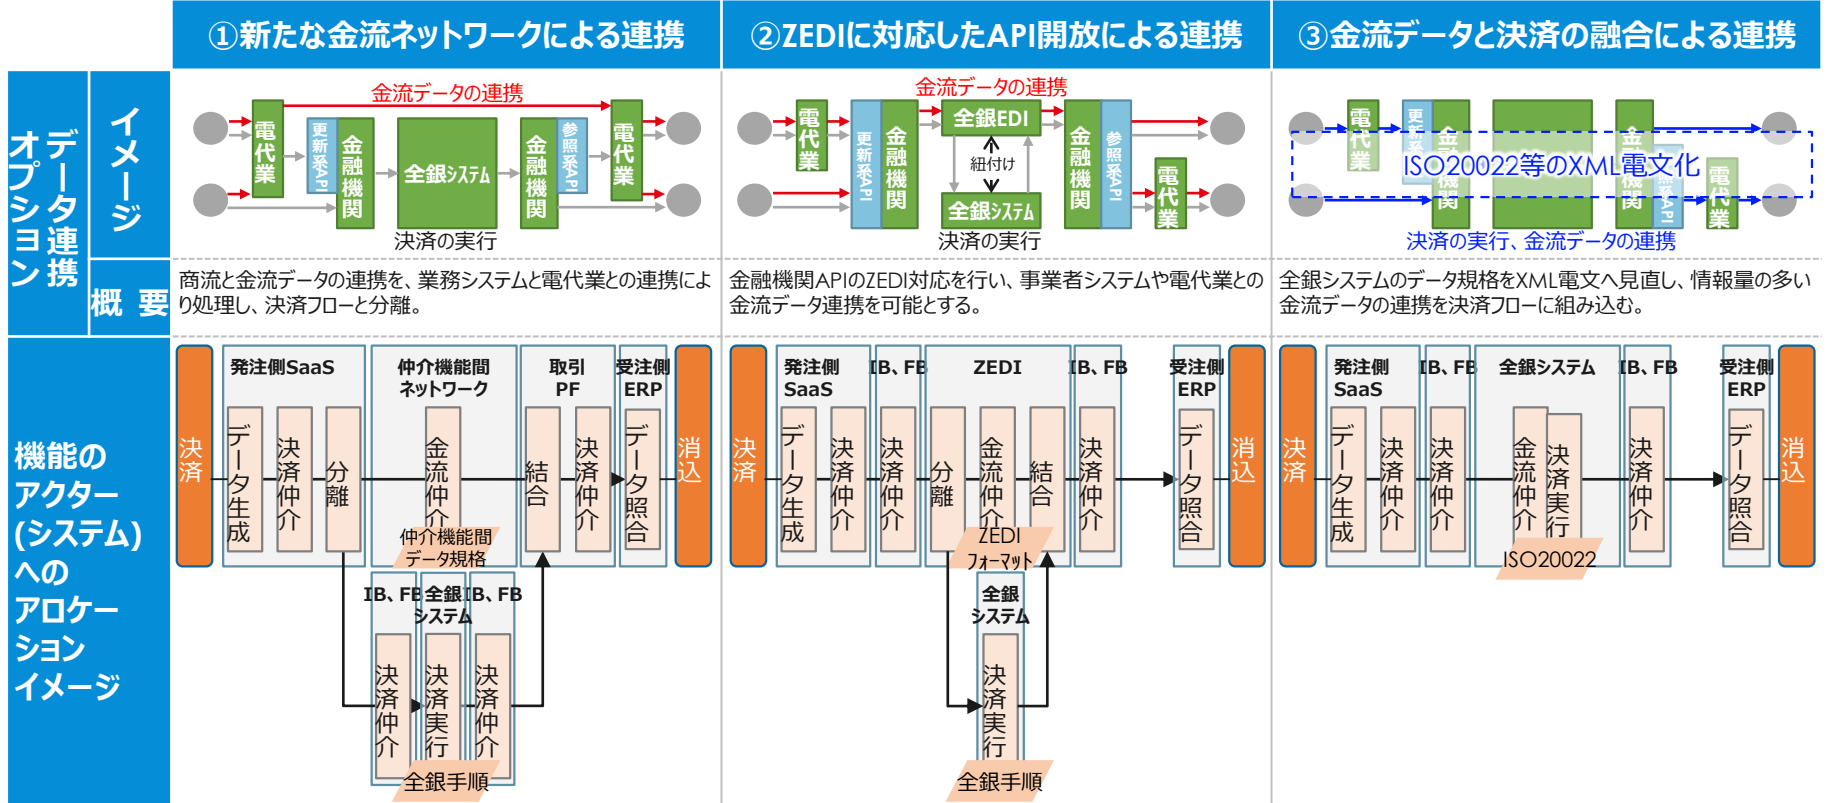 ①新たな金流ネットワークによる連携
②ZEDIに対応したAPI開放による連携
③金流データと決済の融合による連携
データ連携
オプション
イメージ
金流データの連携
電代業
更新系API
金融機関
全銀システム
金融機関
参照系API
電代業
決済の実行
金流データの連携
電代業
更新系API
金融機関
全銀EDI
紐付け
全銀システム
金融機関
参照系API
電代業
決済の実行
電代業
更新
金融機関
金融機関
照系API
電代業
ISO20022等のXML電文化
決済の実行、金流データの連携
概 要
商流と金流データの連携を、業務システムと電代業との連携によ
り処理し、決済フローと分離。
金融機関APIのZEDI対応を行い、事業者システムや電代業との
金流データ連携を可能とする。
全銀システムのデータ規格をXML電文へ見直し、情報量の多い
金流データの連携を決済フローに組み込む。
機能の
アクター
(システム)
への
アロケー
ション
イメージ
決済
発注側SaaS
データ生成
決済仲介
分離
仲介機能間
ネットワーク
金流仲介
仲介機能間
データ規格
取引
PF
結合
決済仲介
受注側
ERP
データ照合
消込
IB、FB
決済仲介
全銀
システム
決済実行
IB、FB
決済仲介
全銀手順
決済
発注側
SaaS
データ生成
決済仲介
IB、FB
決済仲介
ZEDI
分離
金流仲介
結合
ZEDI
フォーマット
IB、FB
決済仲介
受注側
ERP
データ照合
消込
全銀
システム
決済実行
全銀手順
決済
発注側
SaaS
データ生成
決済仲介
IB、FB
決済仲介
全銀システム
金流仲介
決済実行
ISO20022
IB、FB
決済仲介
受注側
ERP
データ照合
消込